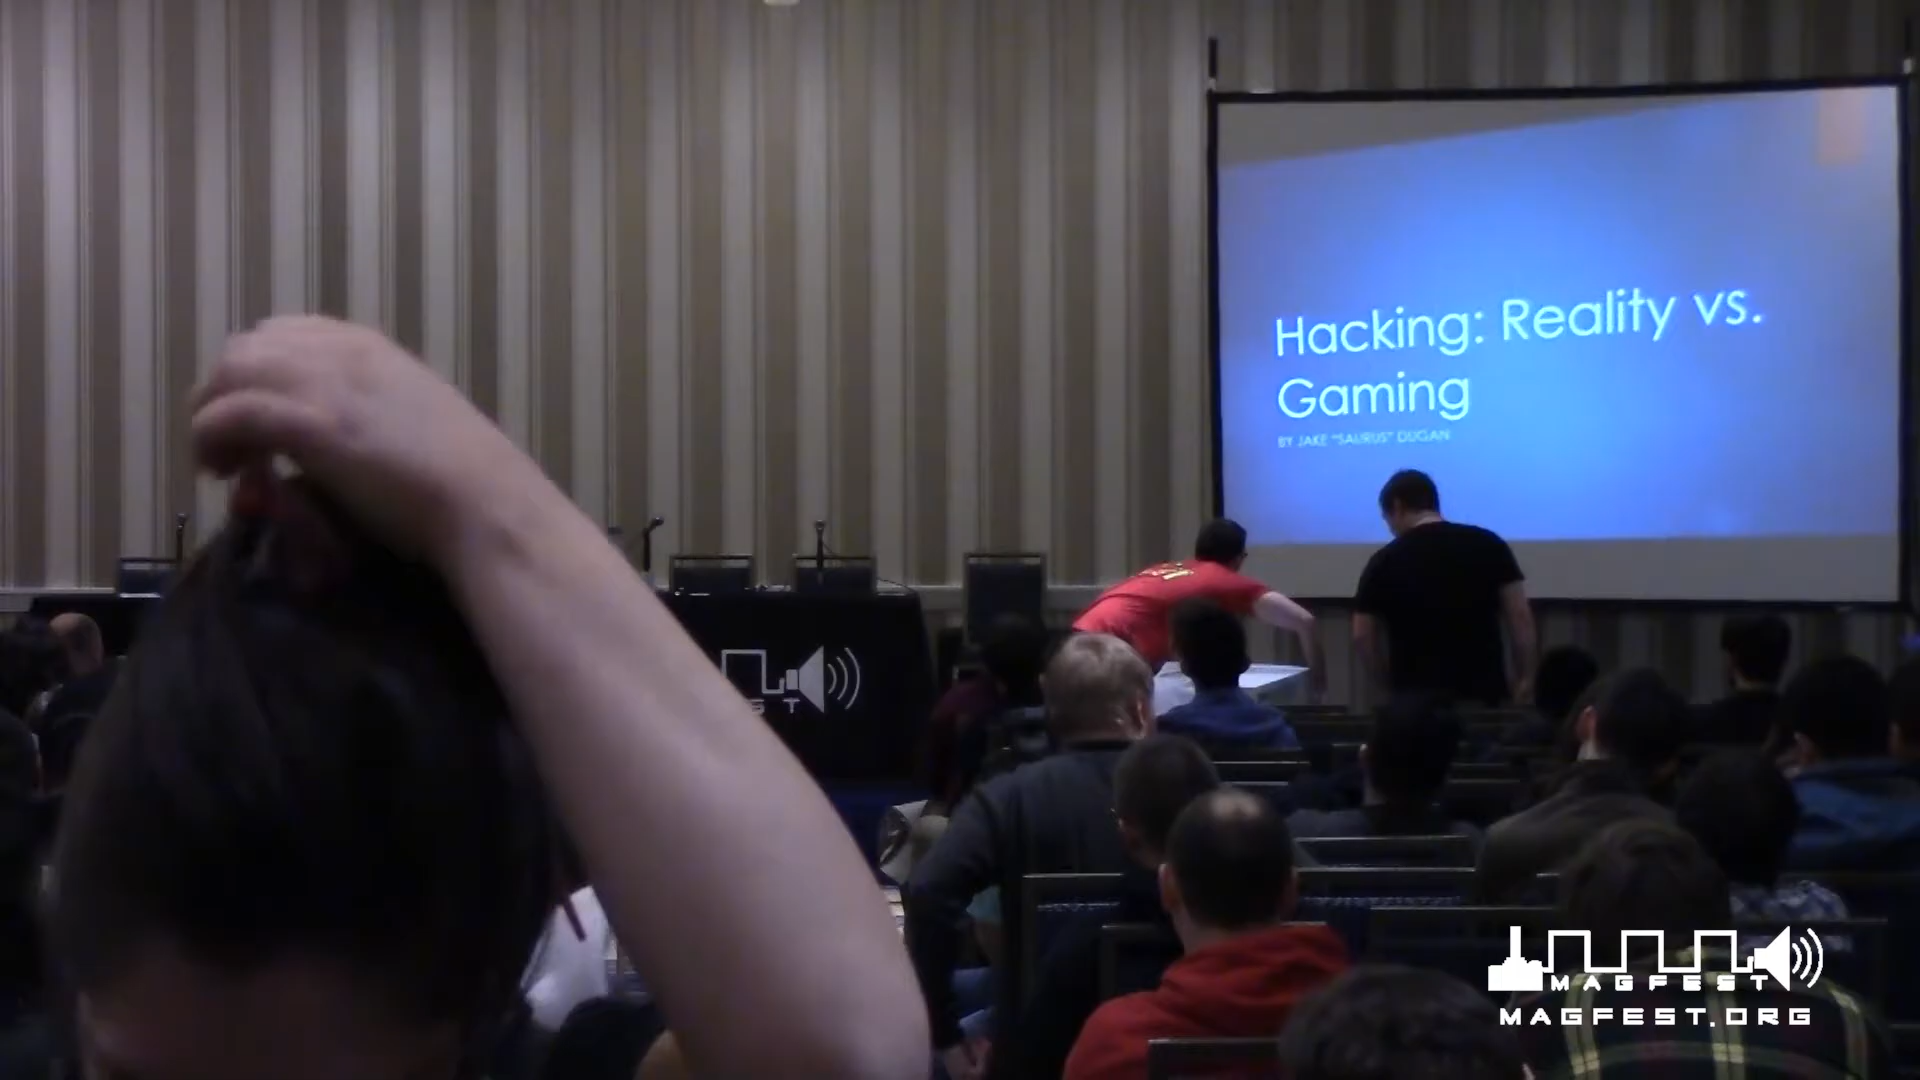 Hacking: Reality vs.
Gaming
BY JAKE "SAURUS" DUGAN
S T
MAGFEST
MAGFEST.ORG